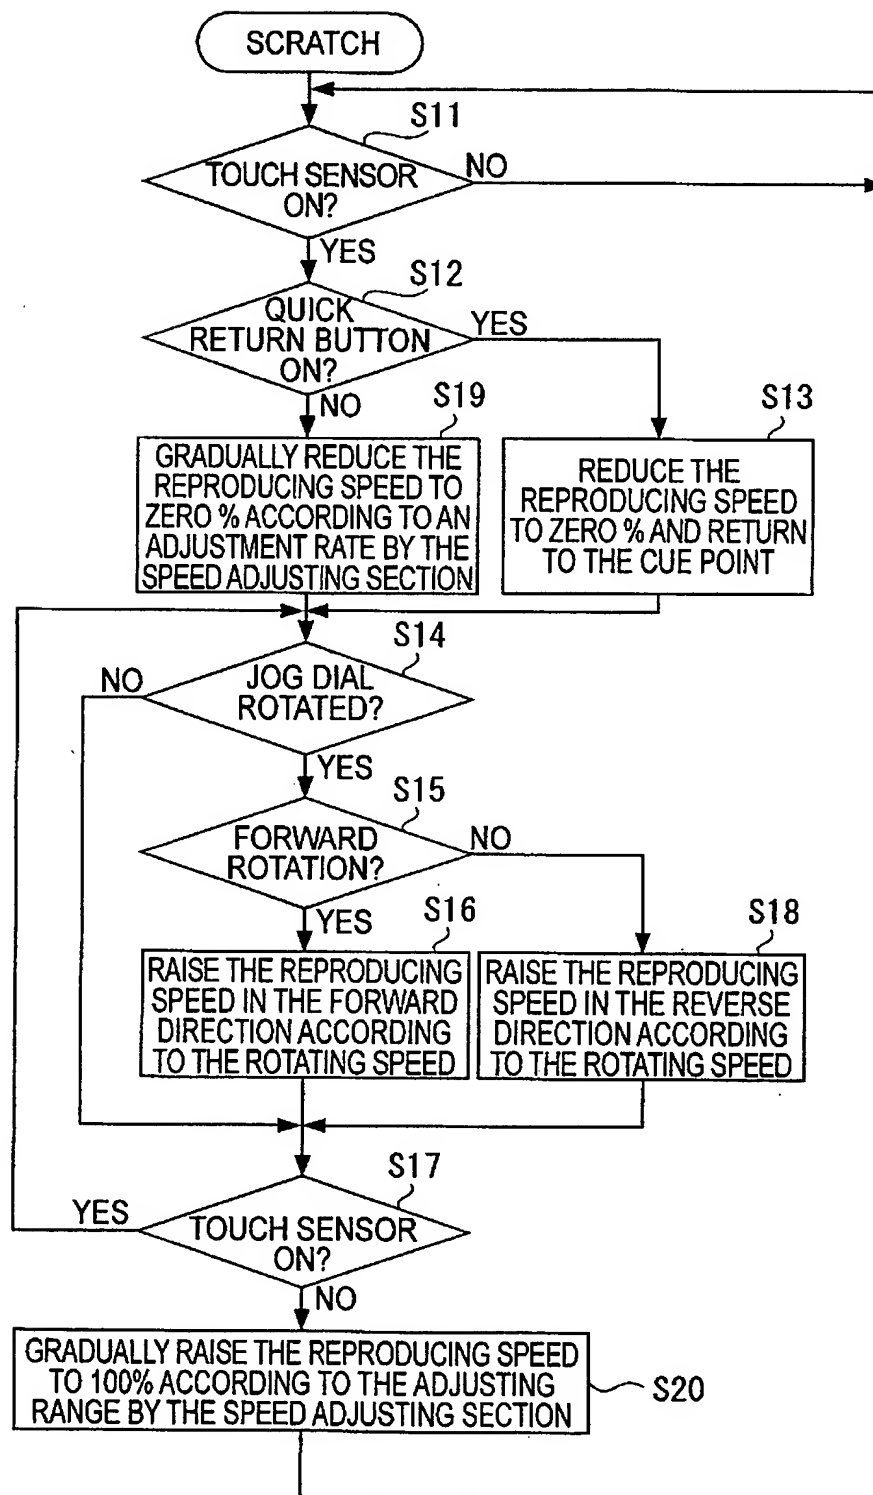 SCRATCH
S11
TOUCH SENSOR
ON?
NO
YES
S12
QUICK
RETURN BUTTON
ON?
YES
NO
S19
GRADUALLY REDUCE THE
REPRODUCING SPEED TO
ZERO % ACCORDING TO AN
ADJUSTMENT RATE BY THE
SPEED ADJUSTING SECTION
S13
REDUCE THE
REPRODUCING SPEED
TO ZERO % AND RETURN
TO THE CUE POINT
S14
JOG DIAL
ROTATED?
NO
YES
S15
FORWARD
ROTATION?
NO
YES
S16
RAISE THE REPRODUCING
SPEED IN THE FORWARD
DIRECTION ACCORDING
TO THE ROTATING SPEED
S18
RAISE THE REPRODUCING
SPEED IN THE REVERSE
DIRECTION ACCORDING
TO THE ROTATING SPEED
S17
TOUCH SENSOR
ON?
YES
NO
GRADUALLY RAISE THE REPRODUCING SPEED
TO 100% ACCORDING TO THE ADJUSTING
RANGE BY THE SPEED ADJUSTING SECTION
S20